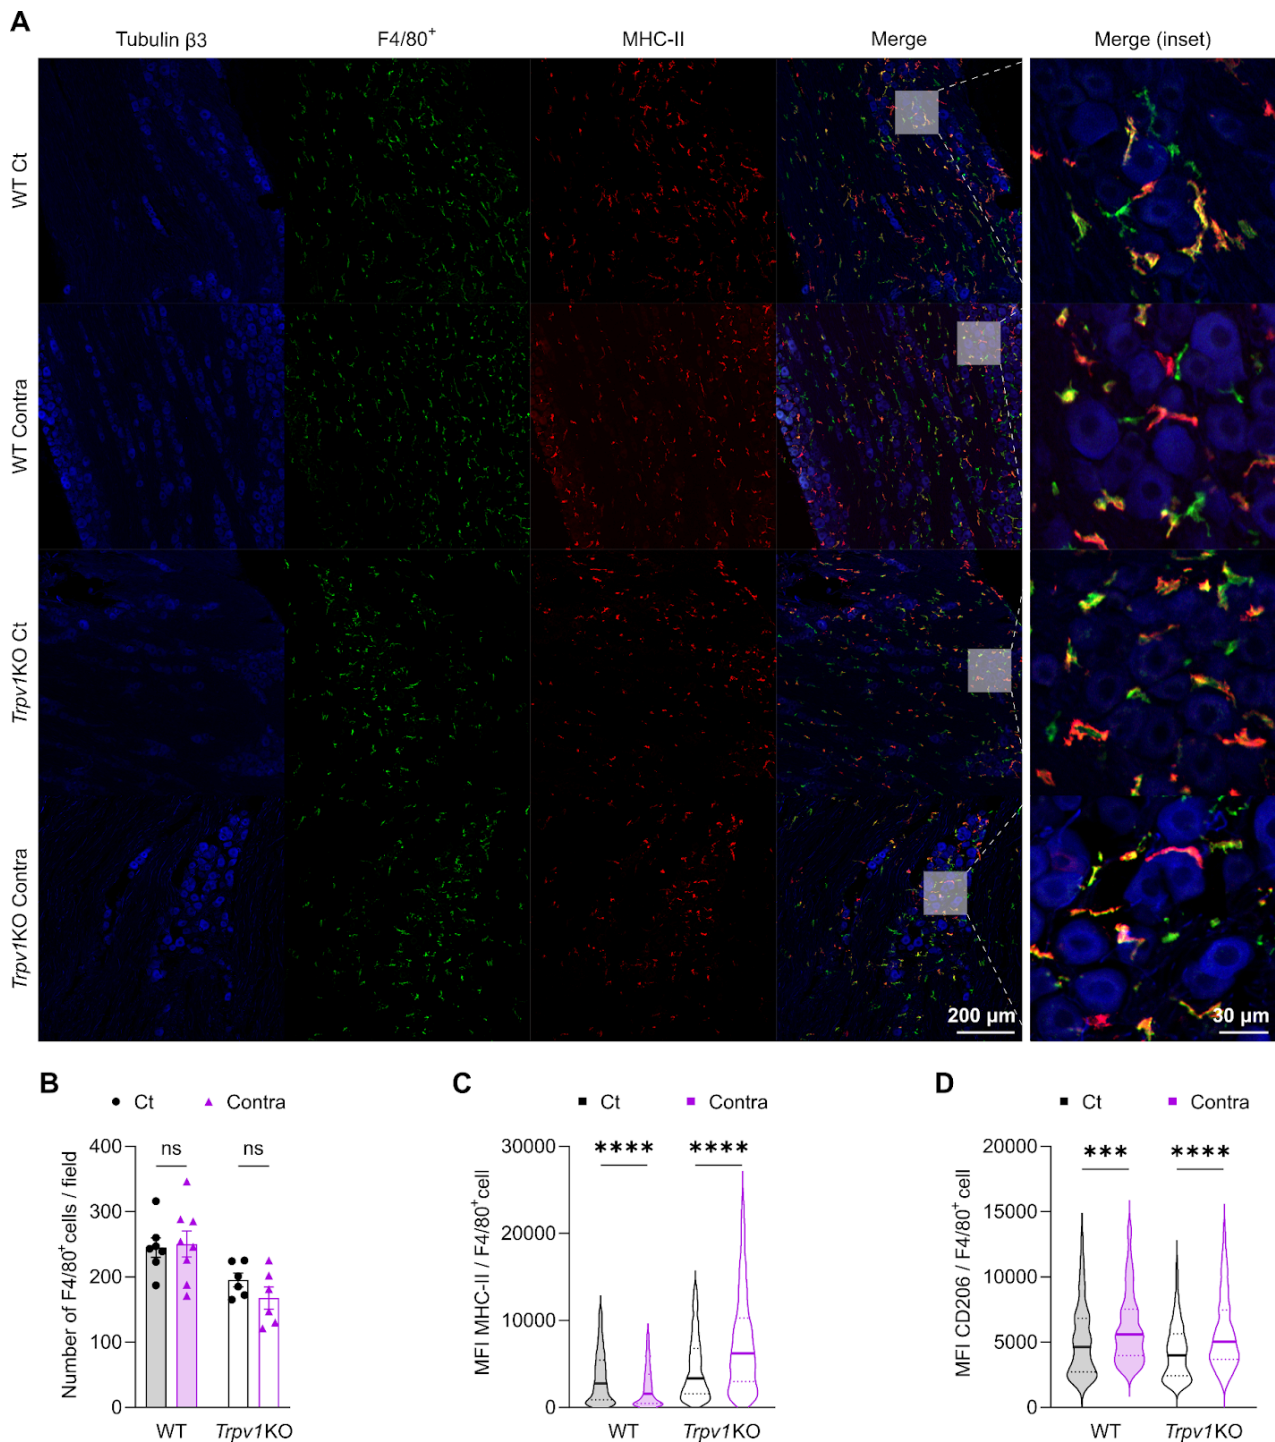 A
Tubulin β3
F4/80⁺
MHC-II
Merge
Merge (inset)
WT Ct
WT Contra
Trpv1KO Ct
Trpv1KO Contra
200 μm
30 μm
B
Ct
Contra
Number of F4/80⁺cells / field
400
300
200
100
0
ns
ns
WT
Trpv1KO
C
Ct
Contra
MFI MHC-II / F4/80⁺cell
30000
20000
10000
0
****
****
WT
Trpv1KO
D
Ct
Contra
MFI CD206 / F4/80⁺cell
20000
15000
10000
5000
0
***
****
WT
Trpv1KO